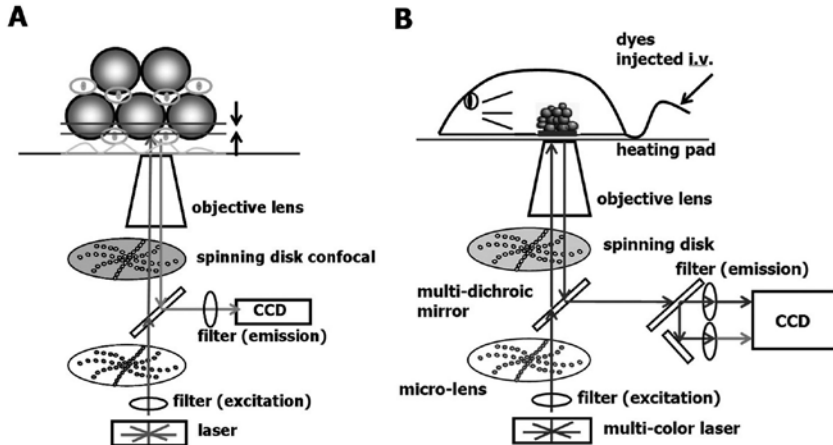 A
objective lens
spinning disk confocal
CCD
filter (emission)
filter (excitation)
laser
B
dyes
injected i.v.
heating pad
objective lens
spinning disk
filter (emission)
multi-dichroic
mirror
CCD
micro-lens
filter (excitation)
multi-color laser